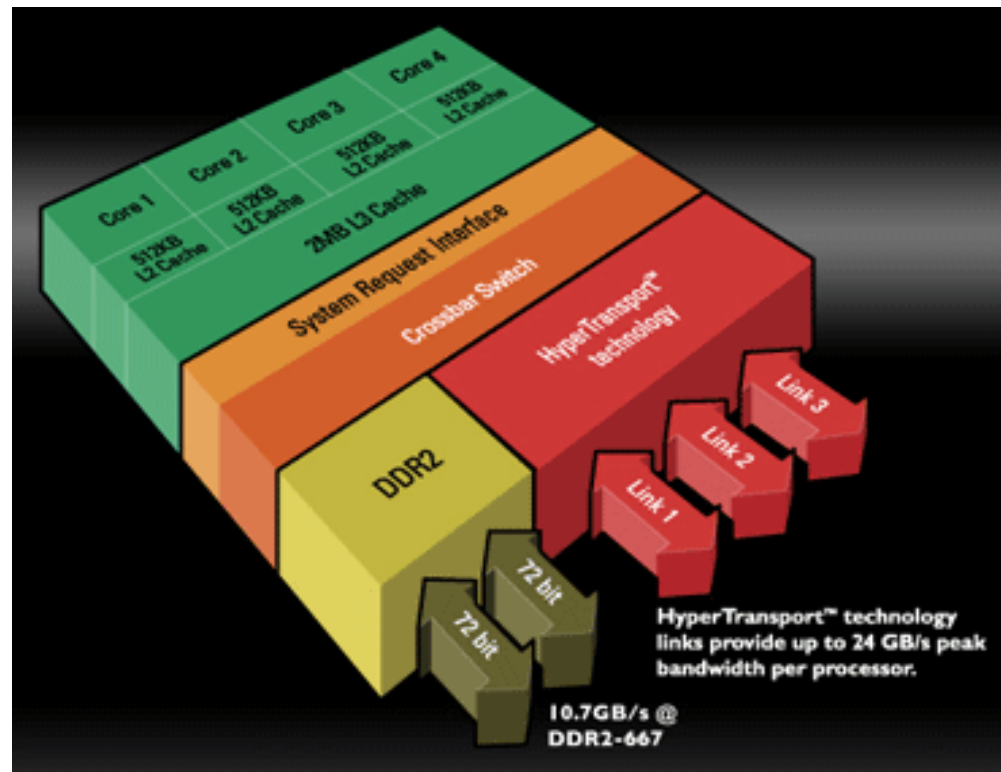 Core 1
Core 2
Core 3
Core 4
512KB
L2 Cache
512KB
L2 Cache
512KB
L2 Cache
512KB
L2 Cache
2MB L3 Cache
System Request Interface
Crossbar Switch
HyperTransport™
technology
DDR2
Link 1
Link 2
Link 3
72 bit
72 bit
HyperTransport™ technology
links provide up to 24 GB/s peak
bandwidth per processor.
10.7GB/s @
DDR2-667